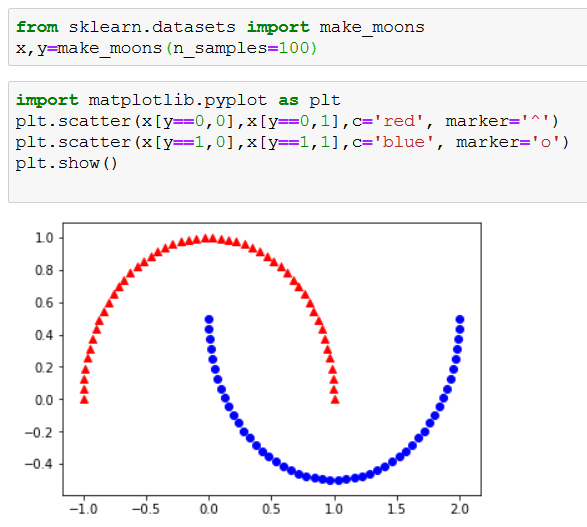 from sklearn.datasets import make_moons
x,y=make_moons(n_samples=100)
import matplotlib.pyplot as plt
plt.scatter(x[y==0,0],x[y==0,1],c='red', marker='^')
plt.scatter(x[y==1,0],x[y==1,1],c='blue', marker='o')
plt.show()
1.0
0.8
0.6
0.4
0.2
0.0
−0.2
−0.4
−1.0 −0.5 0.0 0.5 1.0 1.5 2.0